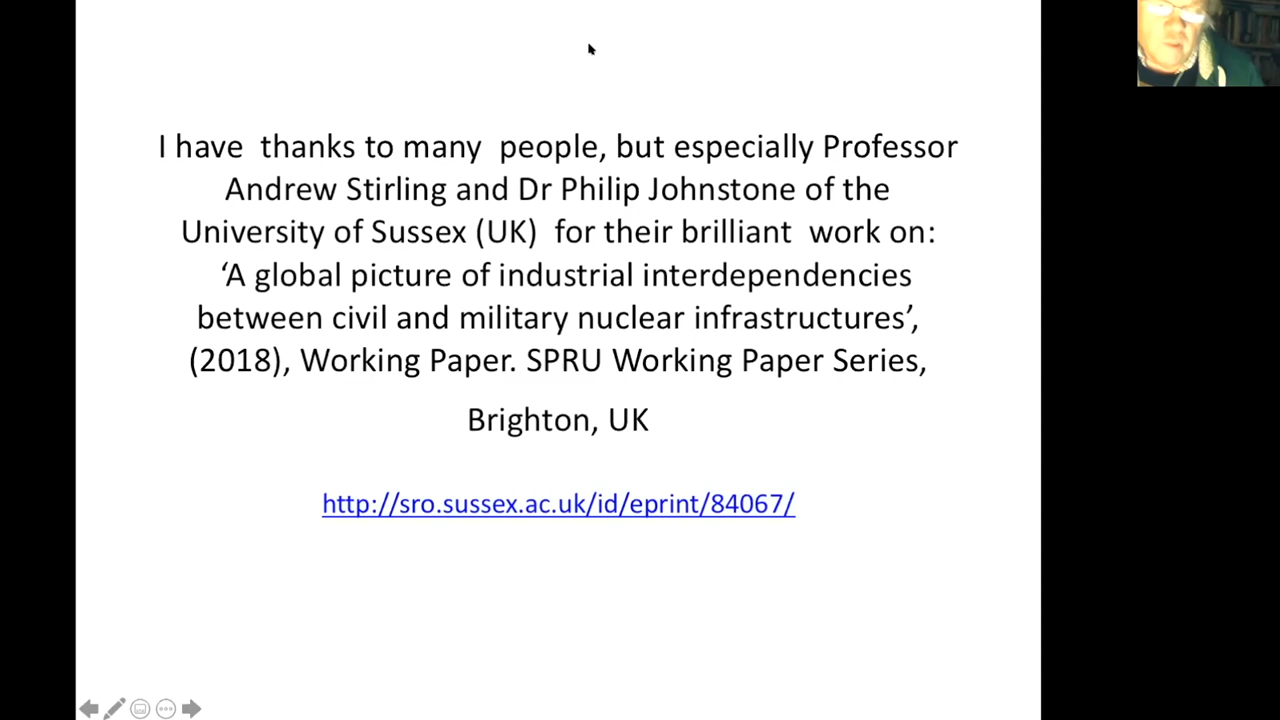 I have thanks to many people, but especially Professor
Andrew Stirling and Dr Philip Johnstone of the
University of Sussex (UK) for their brilliant work on:
‘A global picture of industrial interdependencies
between civil and military nuclear infrastructures’,
(2018), Working Paper. SPRU Working Paper Series,
Brighton, UK
http://sro.sussex.ac.uk/id/eprint/84067/